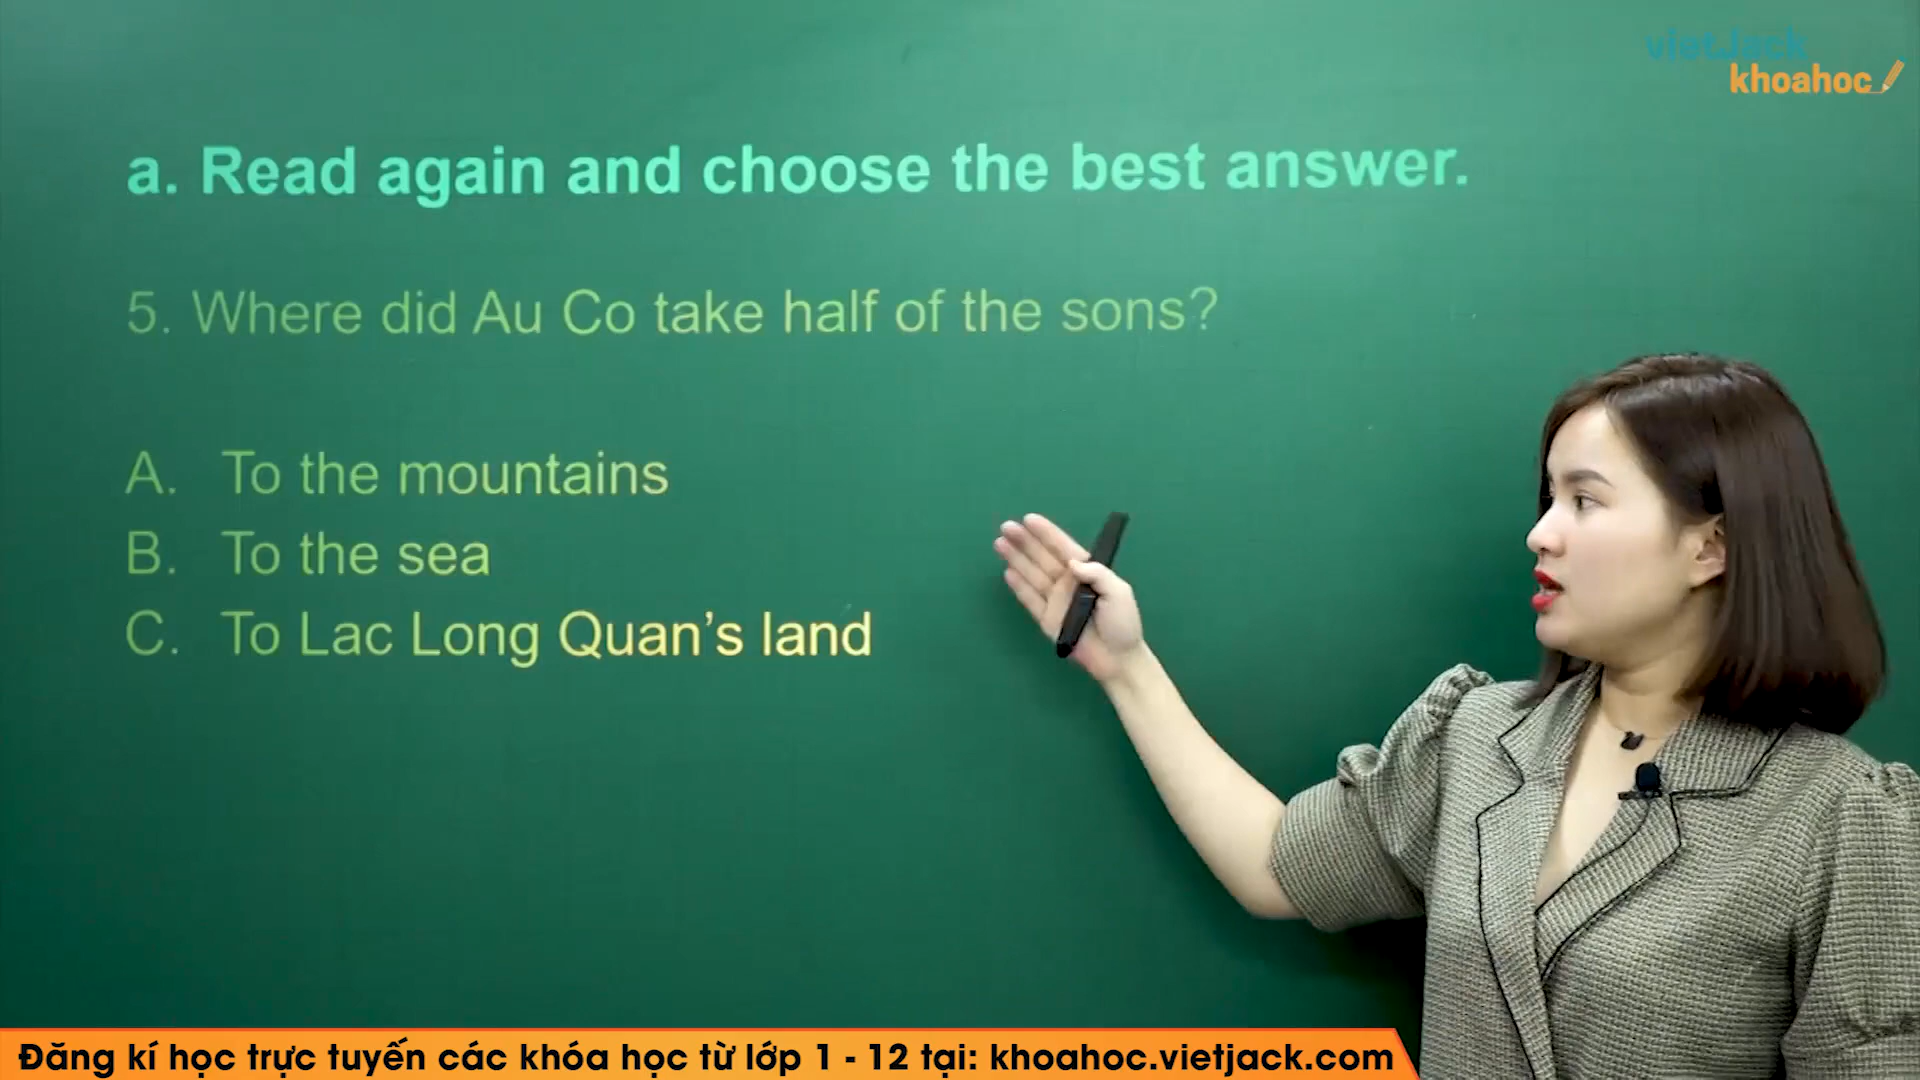 vietJack
khoahoc
a. Read again and choose the best answer.
5. Where did Au Co take half of the sons?
A. To the mountains
B. To the sea
C. To Lac Long Quan's land
Đăng kí học trực tuyến các khóa học từ lớp 1 - 12 tại: khoahoc.vietjack.com